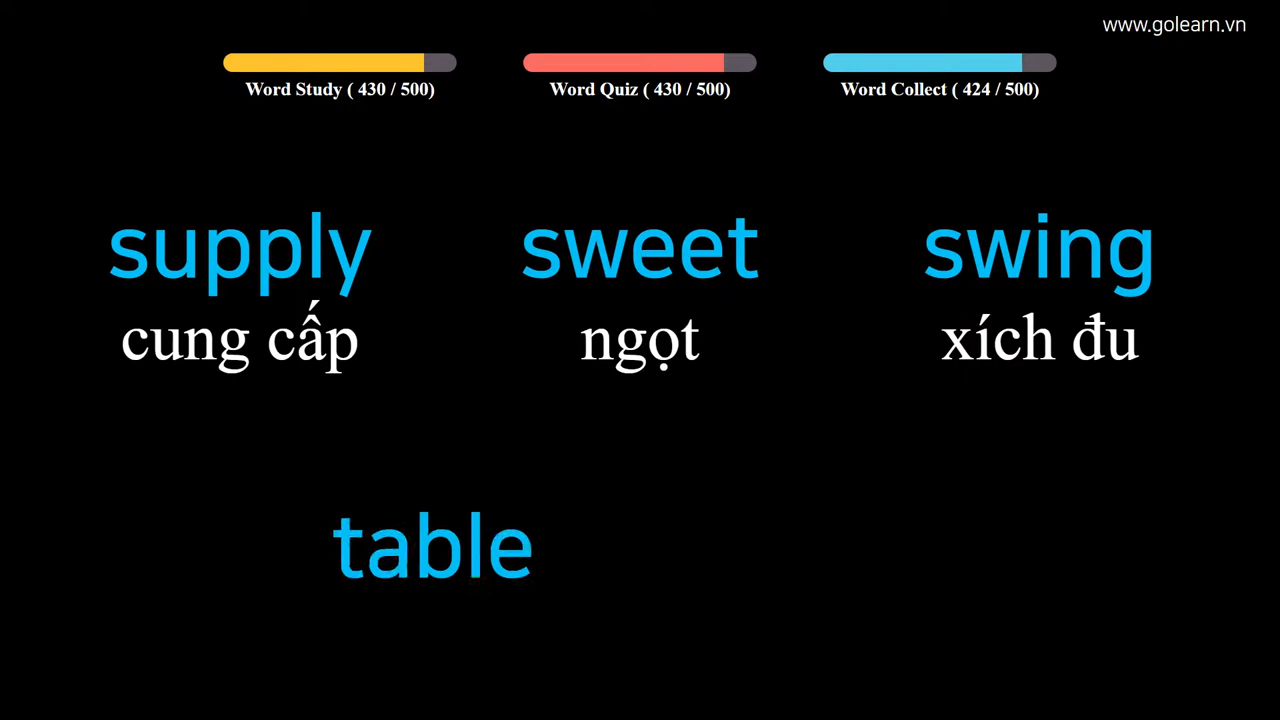 www.golearn.vn
Word Study ( 430 / 500)
Word Quiz ( 430 / 500)
Word Collect ( 424 / 500)
supply
cung cấp
sweet
ngọt
swing
xích đu
table